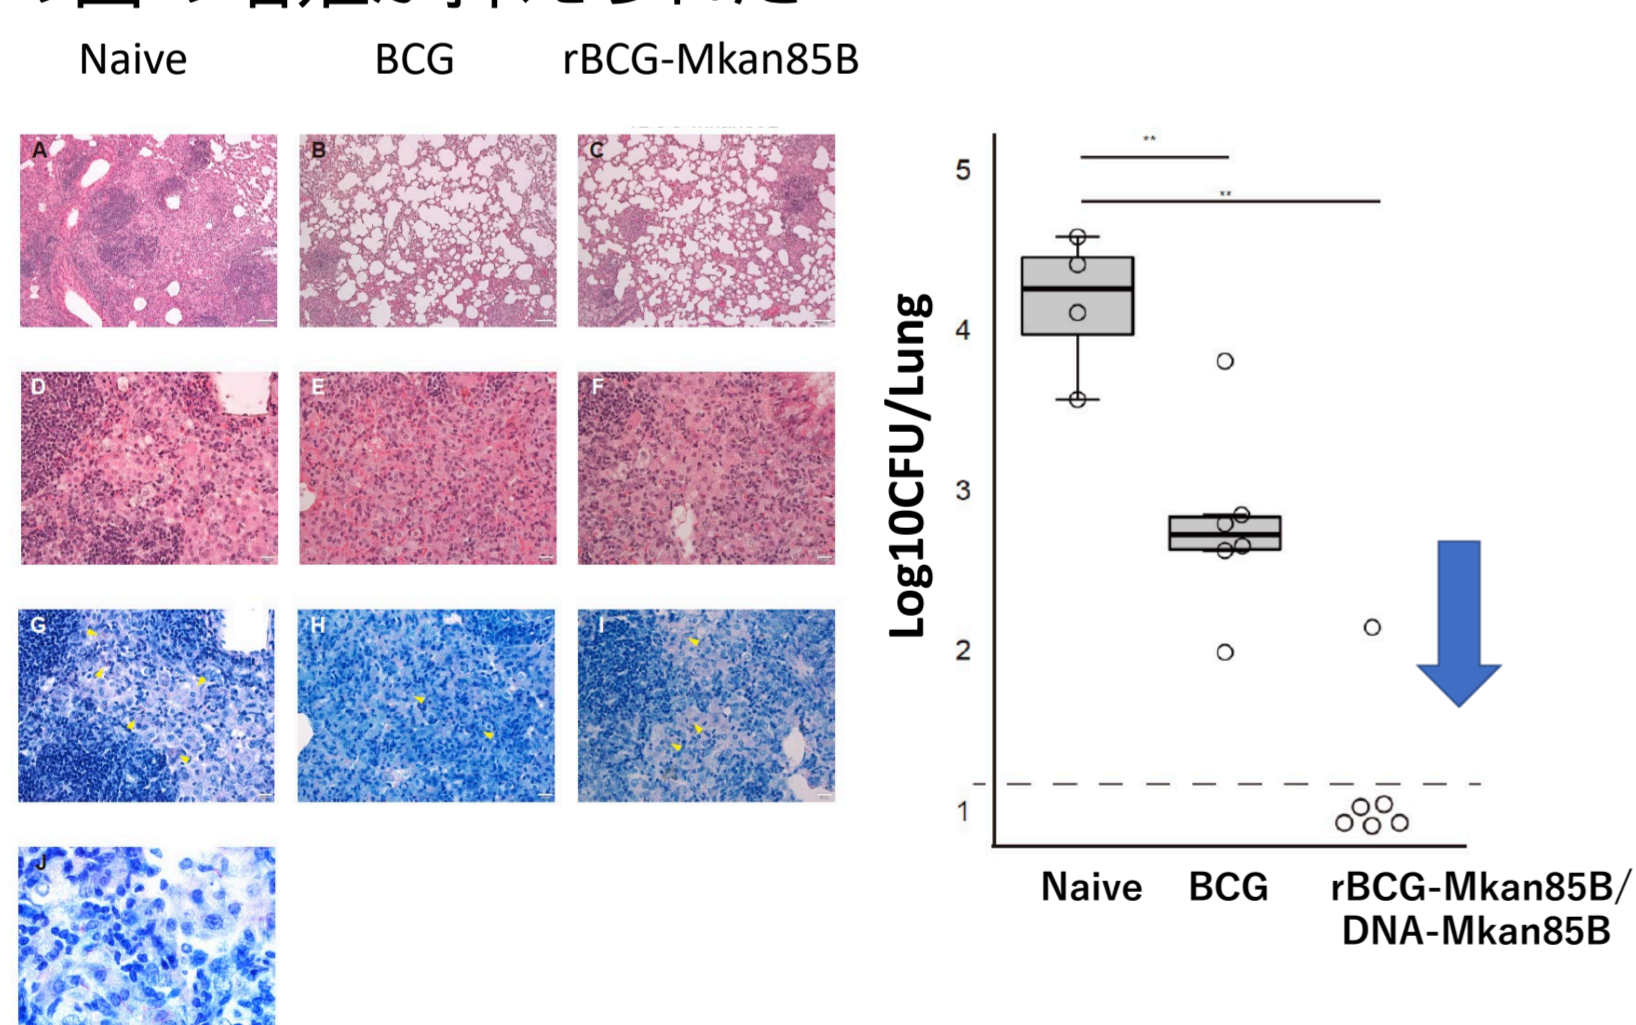 Naive BCG rBCG-Mkan85B
A B C
D E F
G H I
J
Log10CFU/Lung
**
**
5
4
3
2
1
Naive BCG rBCG-Mkan85B/
DNA-Mkan85B